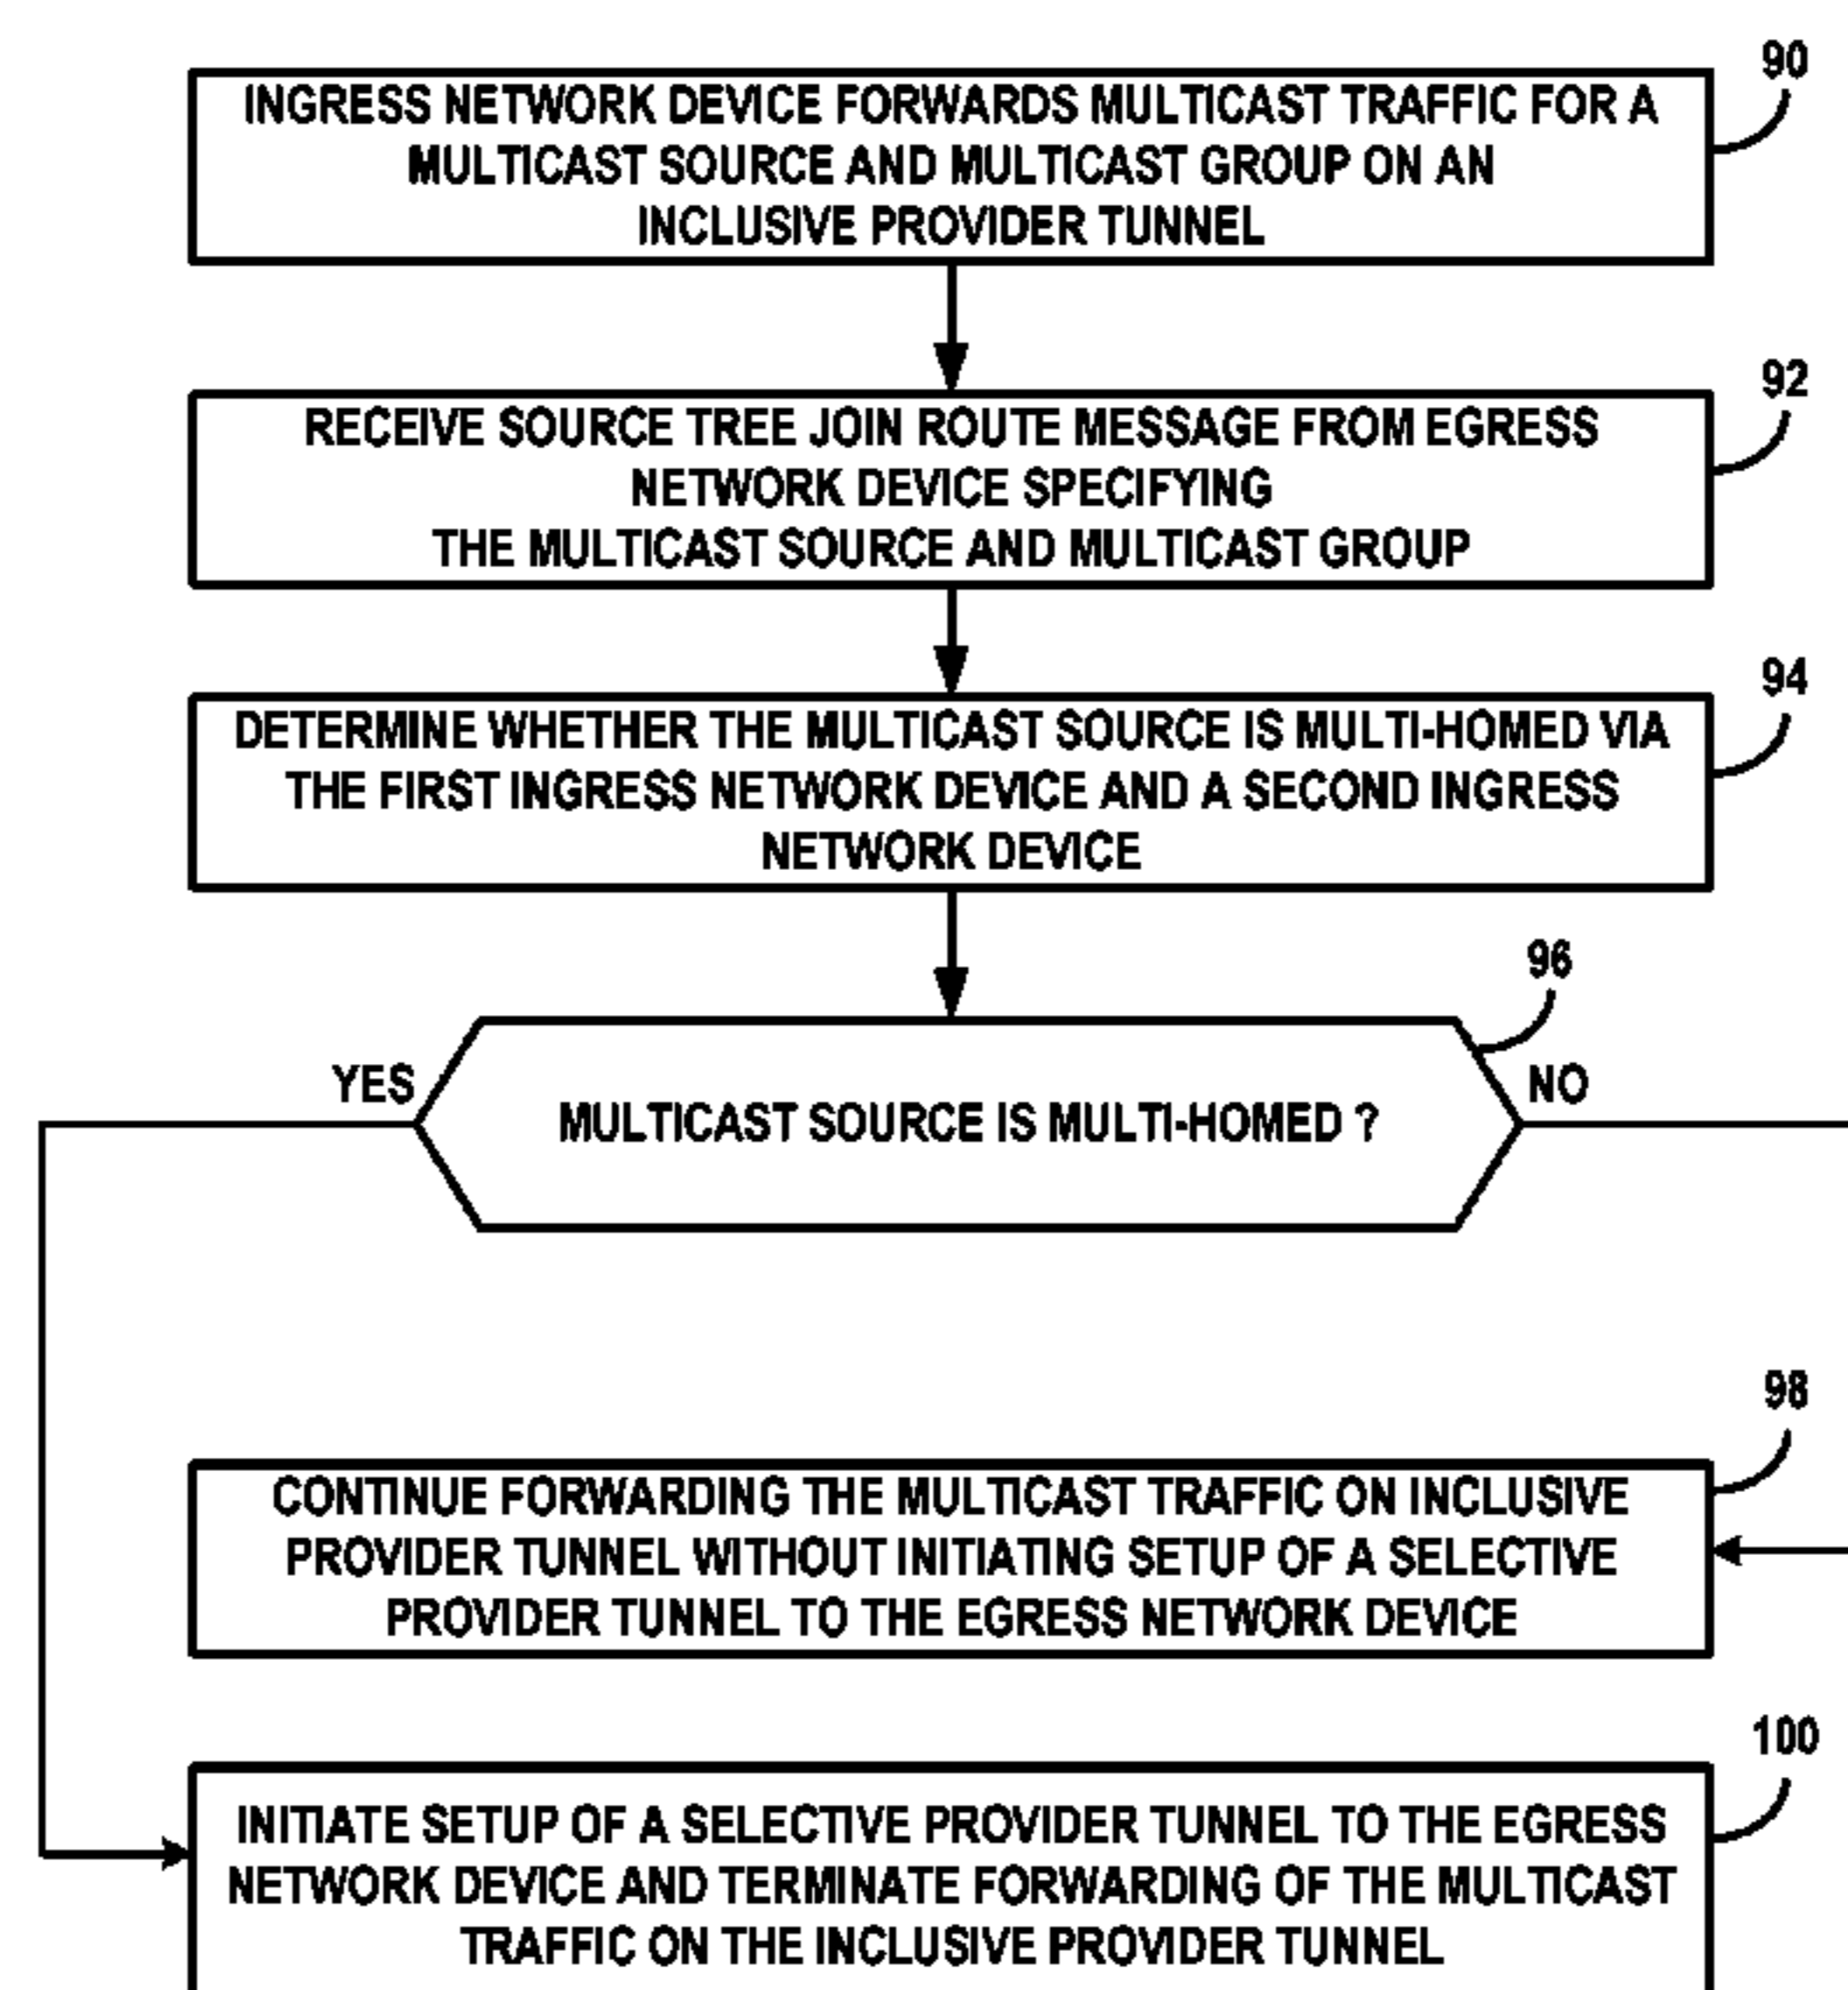 90
INGRESS NETWORK DEVICE FORWARDS MULTICAST TRAFFIC FOR A
MULTICAST SOURCE AND MULTICAST GROUP ON AN
INCLUSIVE PROVIDER TUNNEL
92
RECEIVE SOURCE TREE JOIN ROUTE MESSAGE FROM EGRESS
NETWORK DEVICE SPECIFYING
THE MULTICAST SOURCE AND MULTICAST GROUP
94
DETERMINE WHETHER THE MULTICAST SOURCE IS MULTI-HOMED VIA
THE FIRST INGRESS NETWORK DEVICE AND A SECOND INGRESS
NETWORK DEVICE
96
YES
NO
MULTICAST SOURCE IS MULTI-HOMED ?
98
CONTINUE FORWARDING THE MULTICAST TRAFFIC ON INCLUSIVE
PROVIDER TUNNEL WITHOUT INITIATING SETUP OF A SELECTIVE
PROVIDER TUNNEL TO THE EGRESS NETWORK DEVICE
100
INITIATE SETUP OF A SELECTIVE PROVIDER TUNNEL TO THE EGRESS
NETWORK DEVICE AND TERMINATE FORWARDING OF THE MULTICAST
TRAFFIC ON THE INCLUSIVE PROVIDER TUNNEL